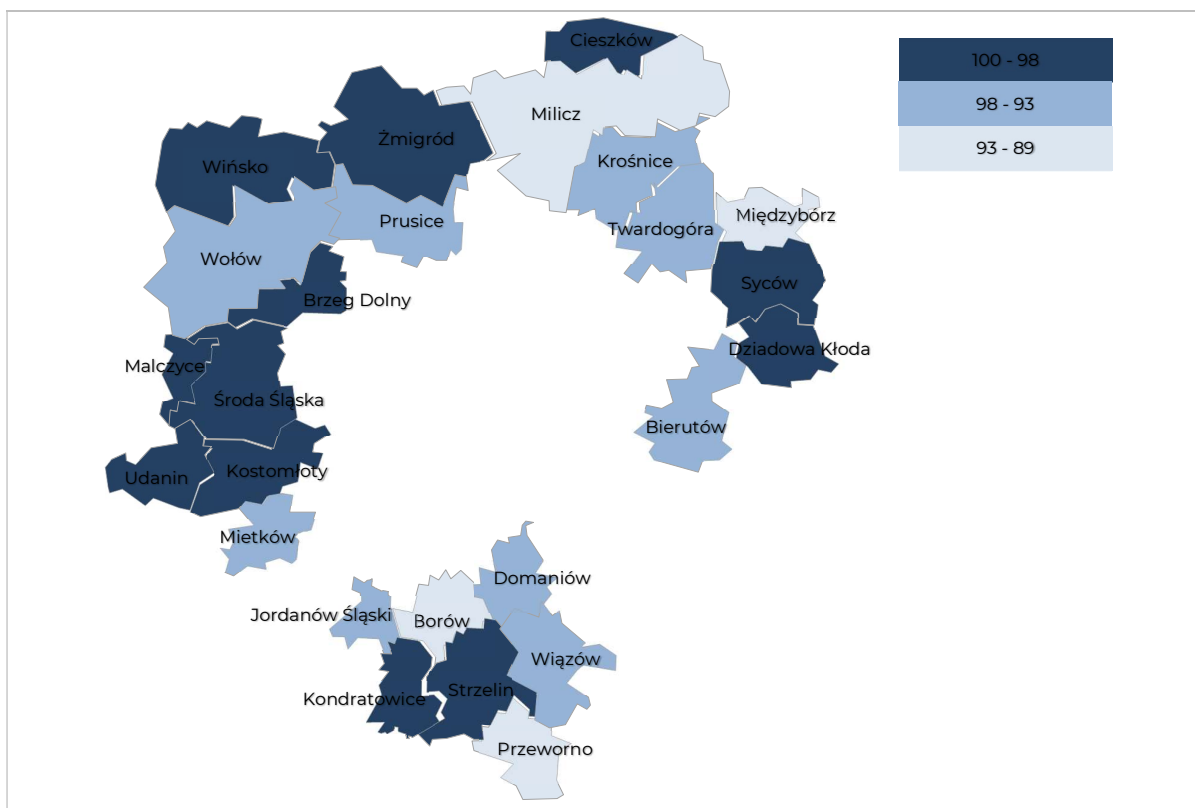 Cieszków
100 - 98
98 - 93
93 - 89
Milicz
Żmigród
Krośnice
Wińsko
Międzybórz
Prusice
Twardogóra
Wołów
Syców
Brzeg Dolny
Dziadowa Kłoda
Malczyce
Środa Śląska
Bierutów
Kostomłoty
Udanin
Mietków
Domaniów
Jordanów Śląski
Borów
Wiązów
Strzelin
Kondratowice
Przeworno